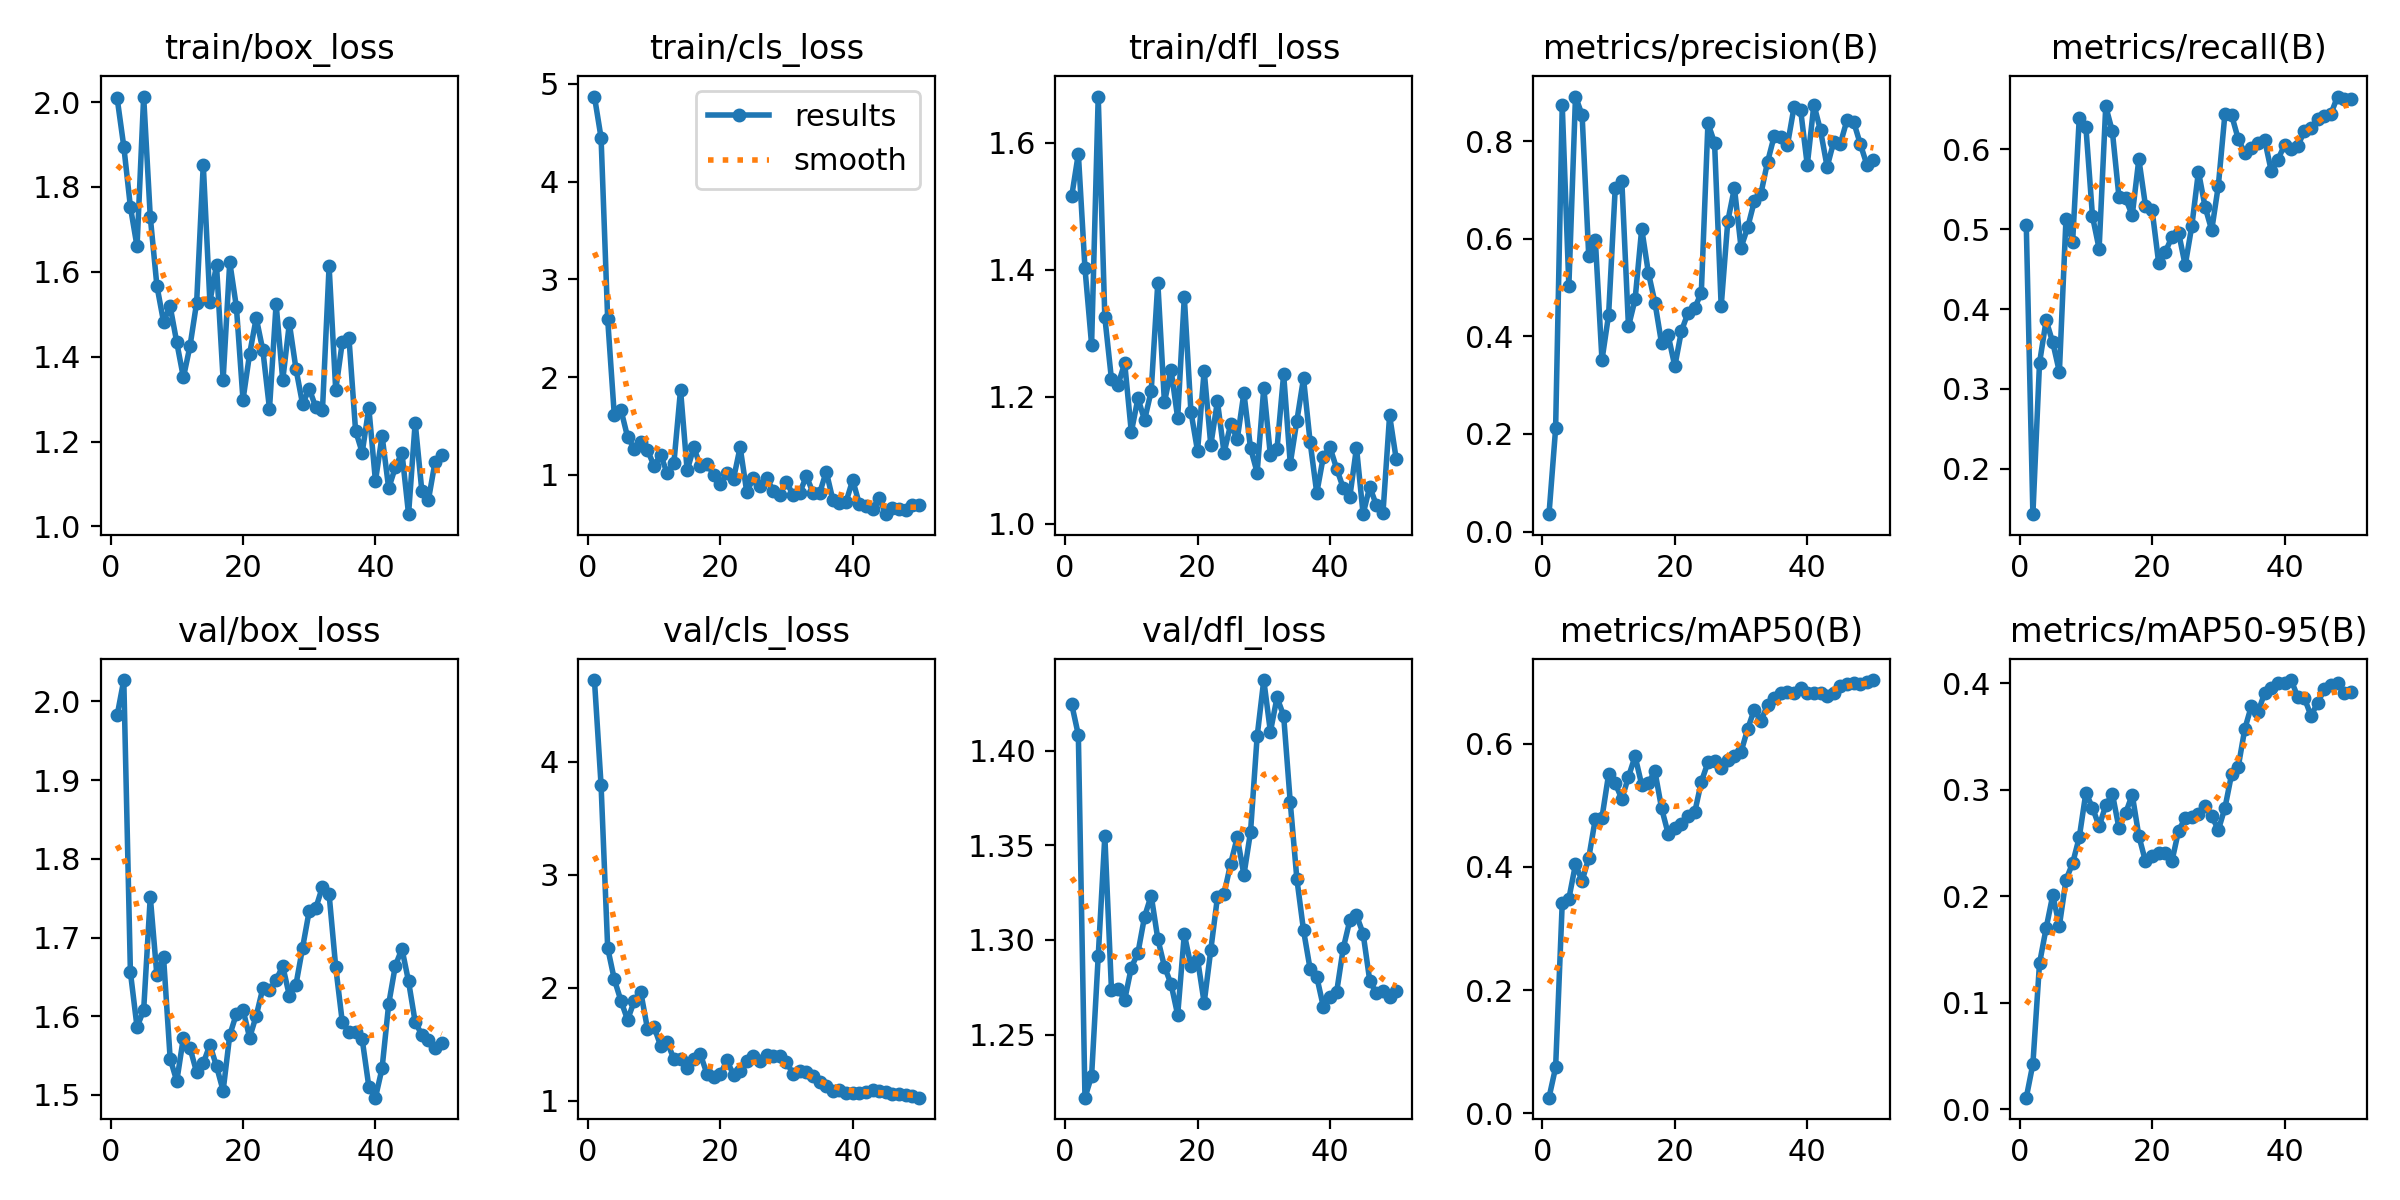 train/box_loss
train/cls_loss
train/dfl_loss
metrics/precision(B)
metrics/recall(B)
2.0
1.8
1.6
1.4
1.2
1.0
0 20 40
5
4
3
2
1
0 20 40
results
smooth
1.6
1.4
1.2
1.0
0 20 40
0.8
0.6
0.4
0.2
0.0
0 20 40
0.6
0.5
0.4
0.3
0.2
0 20 40
val/box_loss
val/cls_loss
val/dfl_loss
metrics/mAP50(B)
metrics/mAP50-95(B)
2.0
1.9
1.8
1.7
1.6
1.5
0 20 40
4
3
2
1
0 20 40
1.40
1.35
1.30
1.25
0 20 40
0.6
0.4
0.2
0.0
0 20 40
0.4
0.3
0.2
0.1
0.0
0 20 40